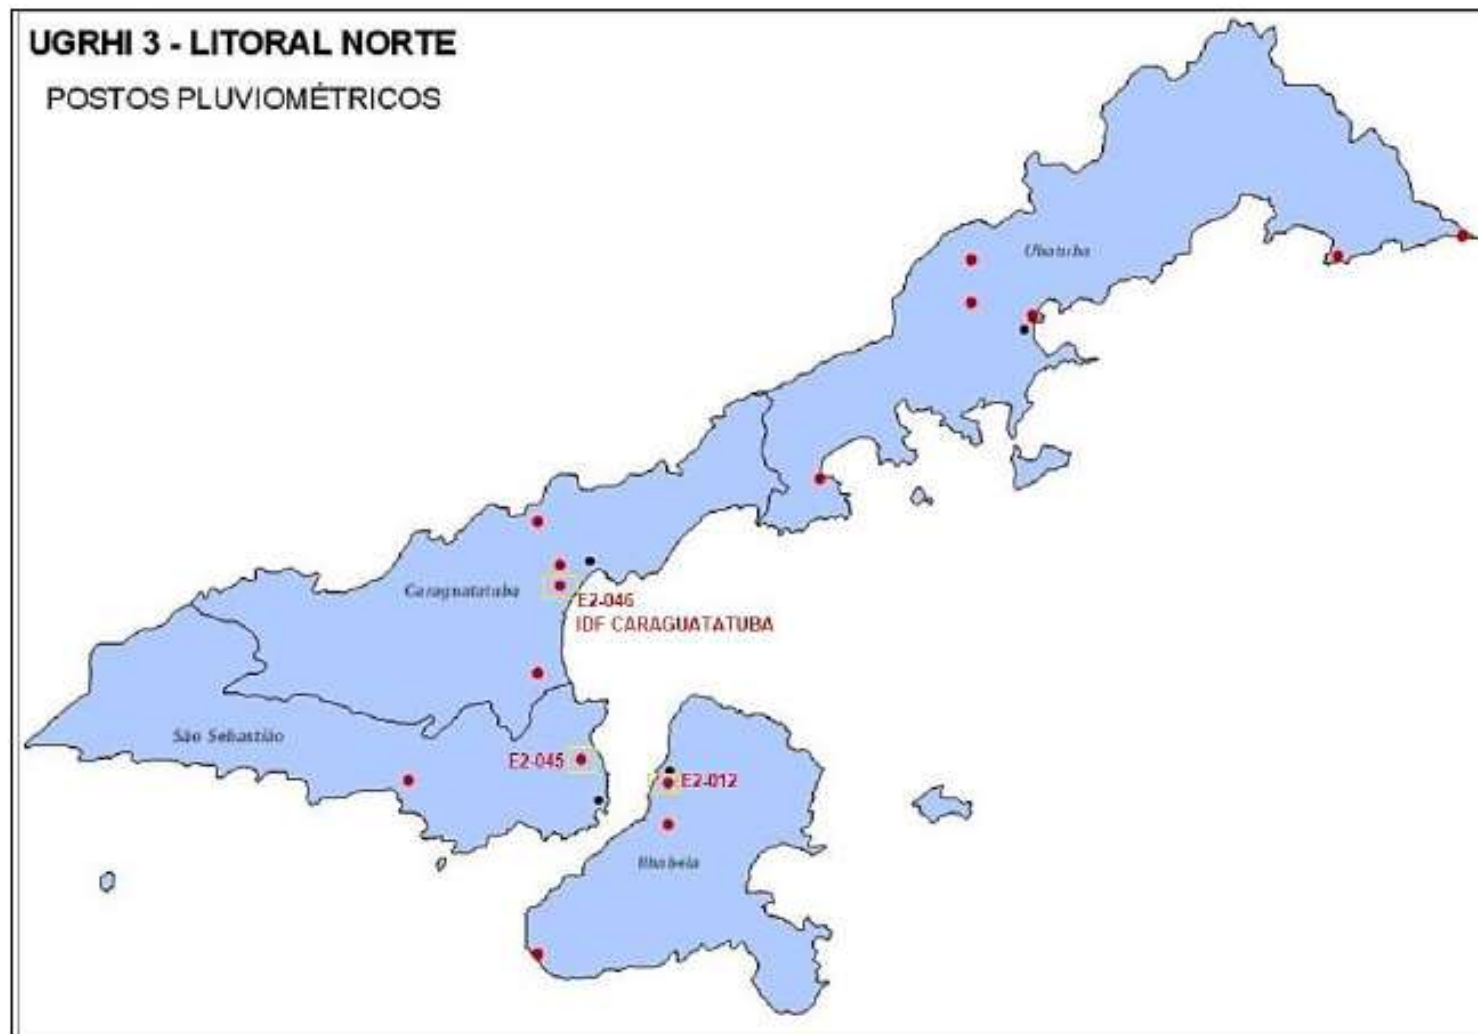 UGRHI 3 - LITORAL NORTE
POSTOS PLUVIOMÉTRICOS
Ubatuba
Caraguatatuba
E2-046
IDF CARAGUATATUBA
São Sebastião
E2-045
E2-012
Ilhabela